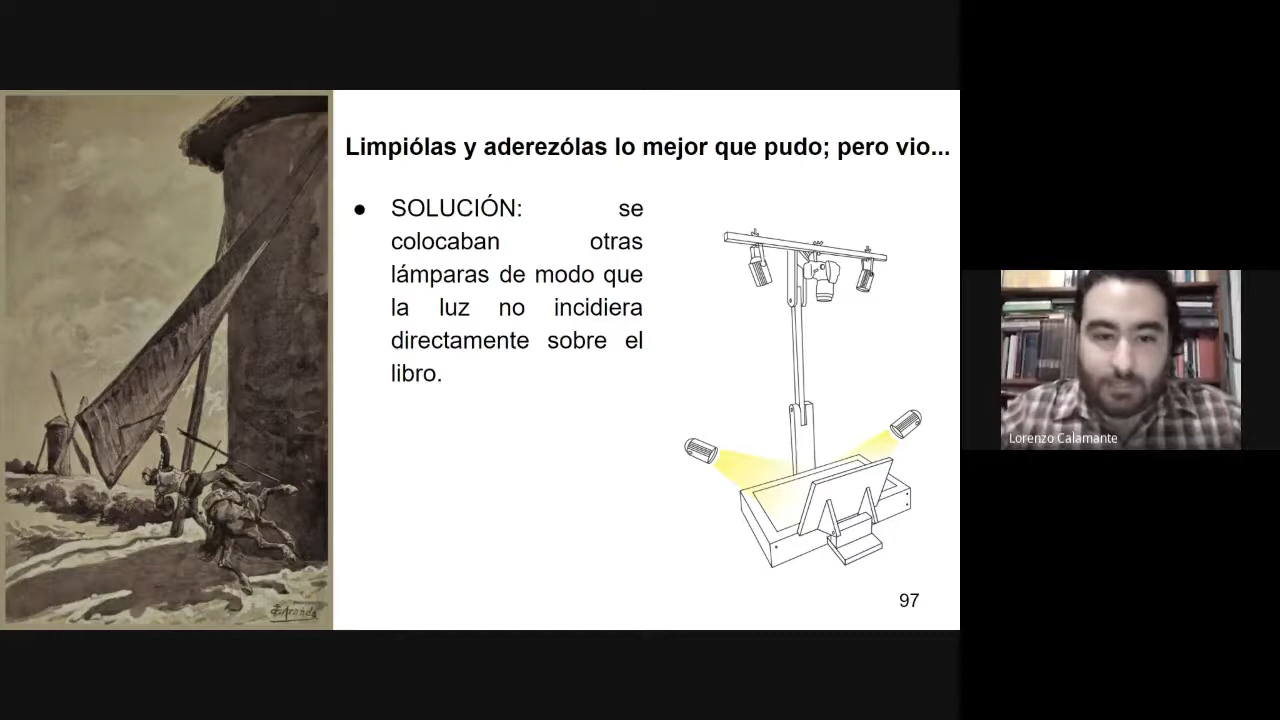 Limpiólas y aderezólas lo mejor que pudo; pero vio...
● SOLUCIÓN: se
colocaban otras
lámparas de modo que
la luz no incidiera
directamente sobre el
libro.
97
Lorenzo Calamante